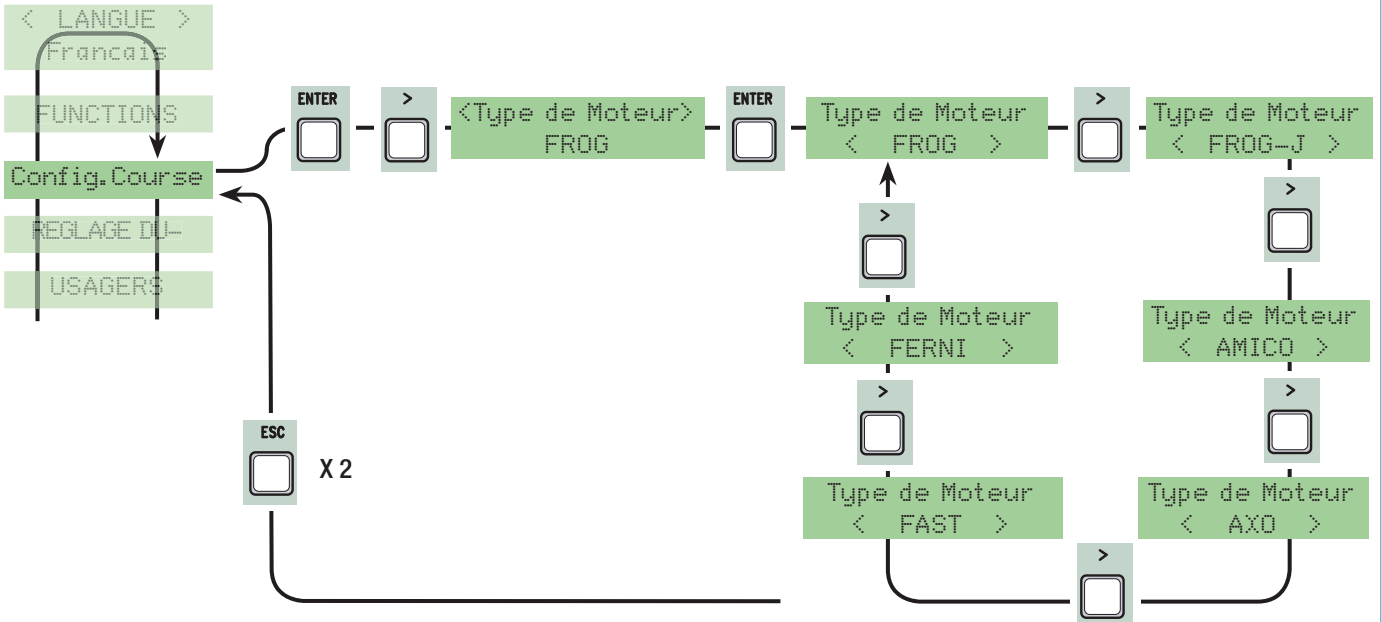 < LANGUE >
Francais
FUNCTIONS
Config.Course
REGLAGE DU-
USAGERS
ENTER
>
<Type de Moteur>
FROG
ENTER
Type de Moteur
< FROG >
>
Type de Moteur
< FROG-J >
>
>
Type de Moteur
< FERNI >
Type de Moteur
< AMICO >
>
>
ESC
X 2
Type de Moteur
< FAST >
Type de Moteur
< AXO >
>